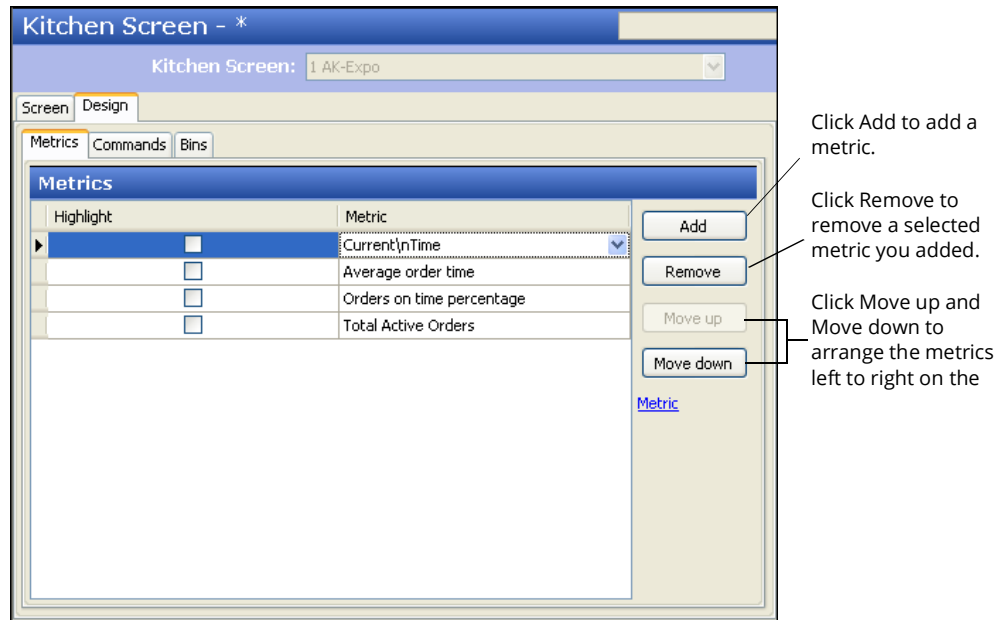 Kitchen Screen - *
Kitchen Screen: 1 AK-Expo
Screen Design
Metrics Commands Bins
Metrics
Highlight Metric
Current\nTime
Average order time
Orders on time percentage
Total Active Orders
Add
Remove
Move up
Move down
Metric
Click Add to add a
metric.
Click Remove to
remove a selected
metric you added.
Click Move up and
Move down to
arrange the metrics
left to right on the